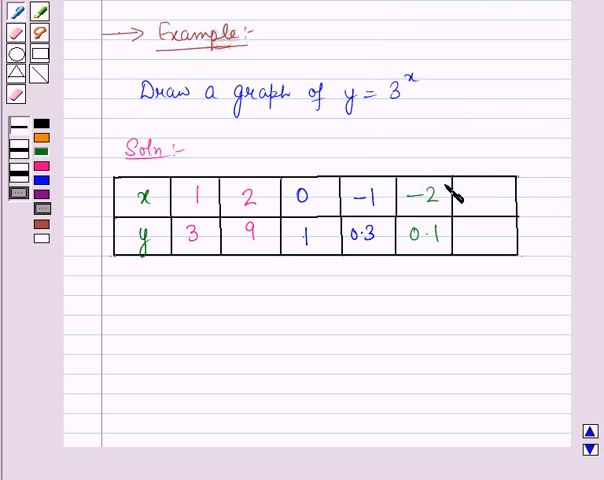 Example:-
Draw a graph of y = 3^x
Soln:-
x 1 2 0 -1 -2
y 3 9 1 0.3 0.1